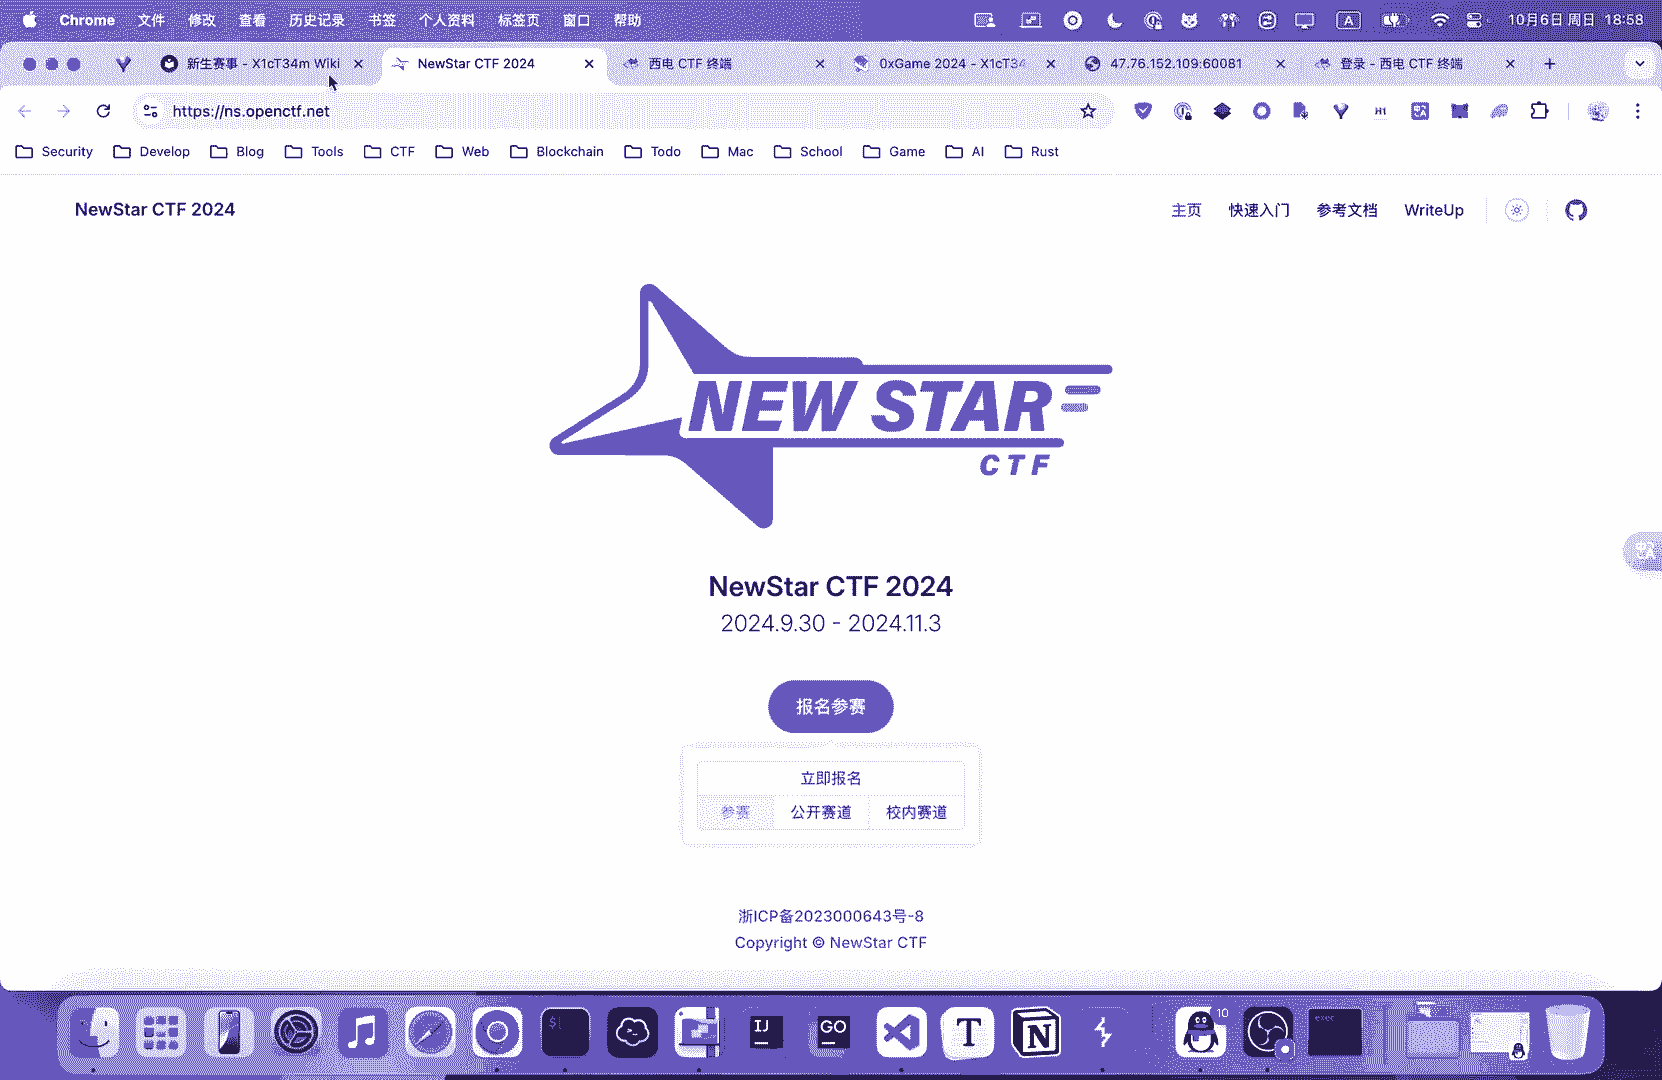 Chrome 文件 修改 查看 历史记录 书签 个人资料 标签页 窗口 帮助 A 10月6日 周日 18:58
新生赛事 - X1cT34m Wiki NewStar CTF 2024 西电 CTF 终端 0xGame 2024 - X1cT34 47.76.152.109:60081 登录 - 西电 CTF 终端
https://ns.openctf.net H1
Security Develop Blog Tools CTF Web Blockchain Todo Mac School Game AI Rust
NewStar CTF 2024 主页 快速入门 参考文档 WriteUp
NEW STAR
CTF
NewStar CTF 2024
2024.9.30 - 2024.11.3
报名参赛
立即报名
参赛 公开赛道 校内赛道
浙ICP备2023000643号-8
Copyright © NewStar CTF
$ IJ GO T N 10 exec